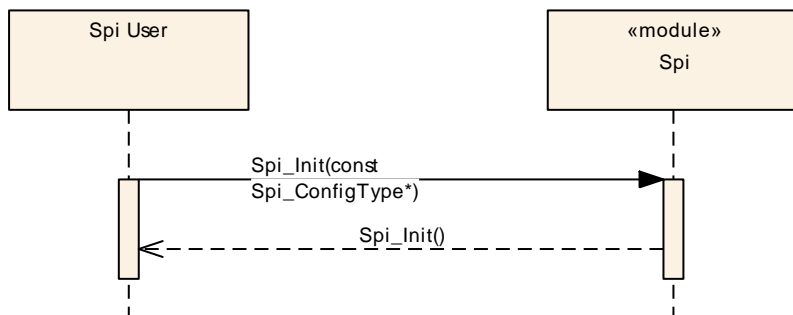 Spi User
«module»
Spi
Spi_Init(const
Spi_ConfigType*)
Spi_Init()